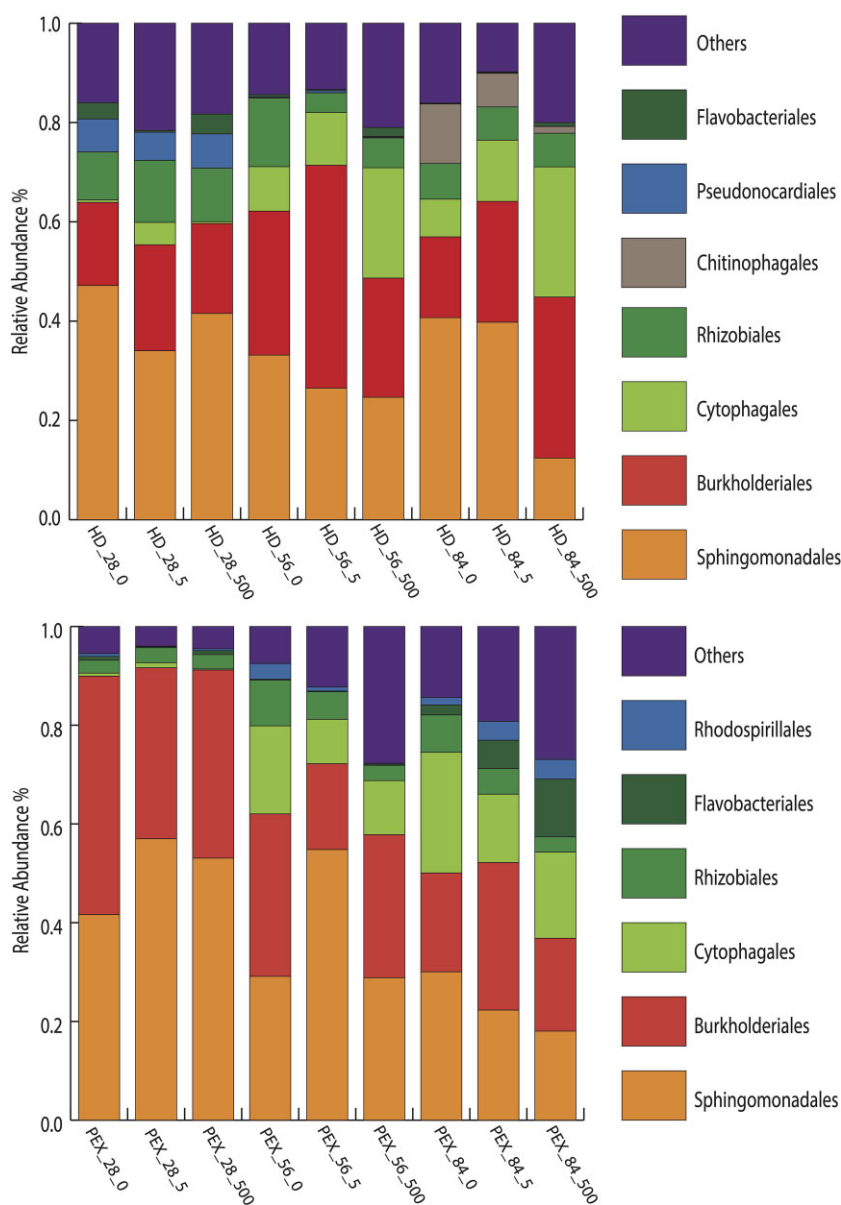 Relative Abundance %
1.0
0.8
0.6
0.4
0.2
0.0
HD_28_0
HD_28_5
HD_28_500
HD_56_0
HD_56_5
HD_56_500
HD_84_0
HD_84_5
HD_84_500
Others
Flavobacteriales
Pseudonocardiales
Chitinophagales
Rhizobiales
Cytophagales
Burkholderiales
Sphingomonadales
Relative Abundance %
1.0
0.8
0.6
0.4
0.2
0.0
PEX_28_0
PEX_28_5
PEX_28_500
PEX_56_0
PEX_56_5
PEX_56_500
PEX_84_0
PEX_84_5
PEX_84_500
Others
Rhodospirillales
Flavobacteriales
Rhizobiales
Cytophagales
Burkholderiales
Sphingomonadales